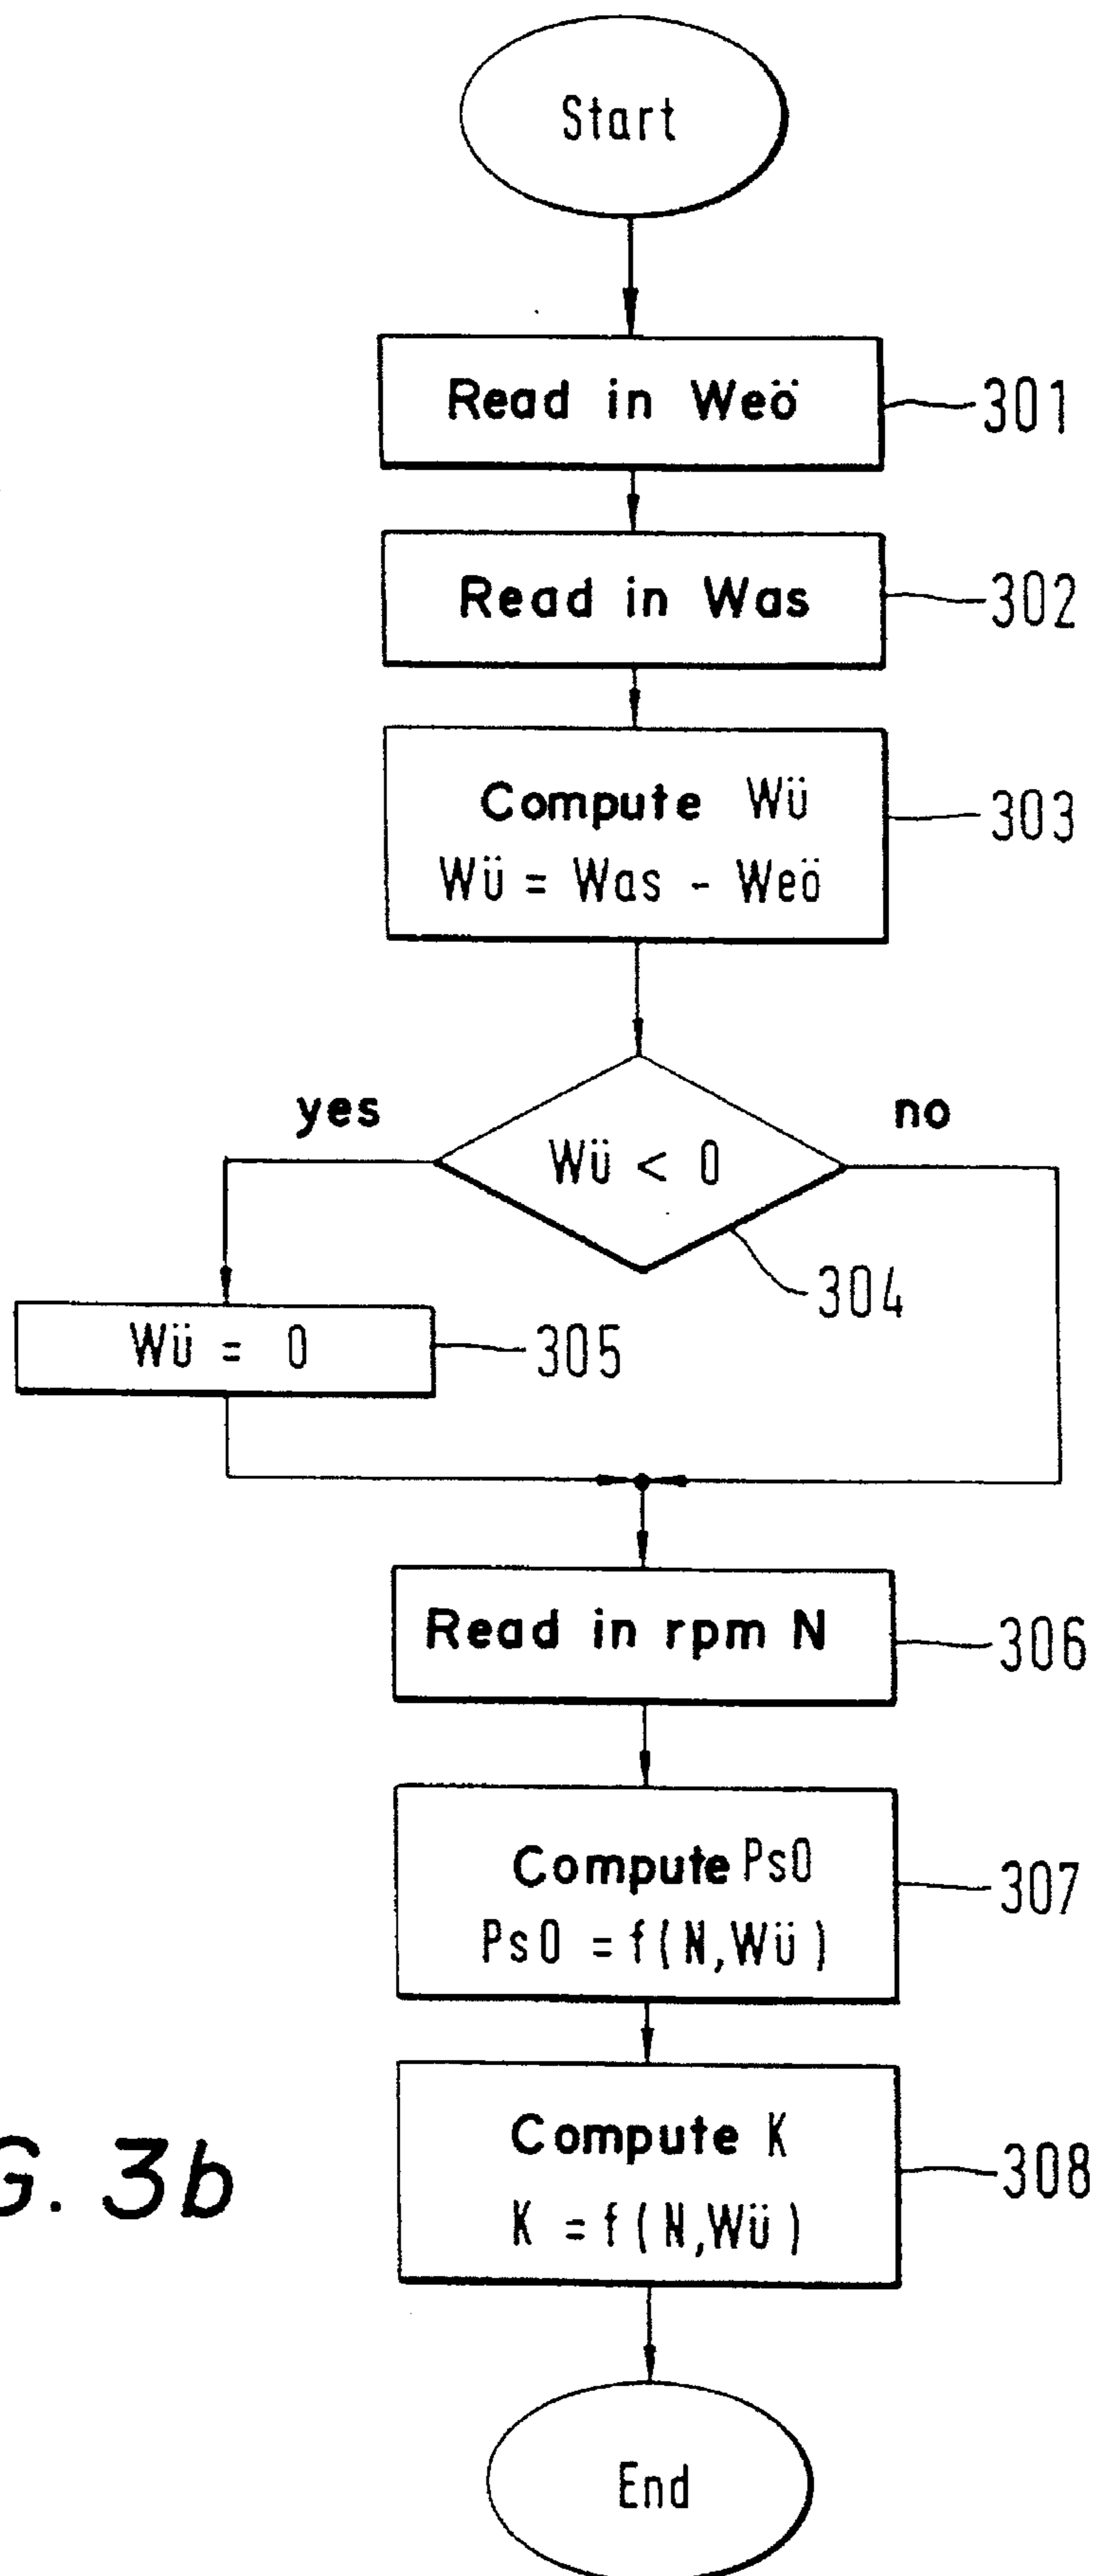 Start
Read in Weö
301
Read in Was
302
Compute Wü
Wü = Was - Weö
303
yes
no
Wü < 0
304
Wü = 0
305
Read in rpm N
306
Compute Ps0
Ps0 = f(N,Wü)
307
Compute K
K = f(N,Wü)
308
G. 3b
End